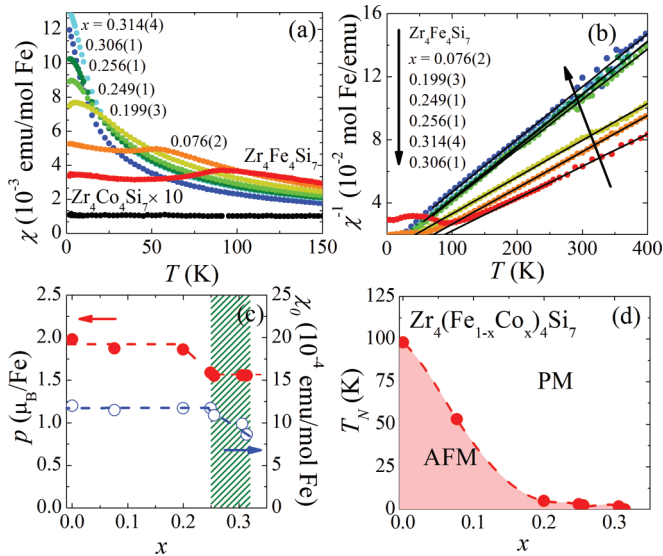 (a)
x = 0.314(4)
0.306(1)
0.256(1)
0.249(1)
0.199(3)
0.076(2)
Zr4Fe4Si7
Zr4Co4Si7 × 10
χ (10^-3 emu/mol Fe)
12
10
8
6
4
2
0
0 50 100 150
T (K)
(b)
Zr4Fe4Si7
x = 0.076(2)
0.199(3)
0.249(1)
0.256(1)
0.314(4)
0.306(1)
χ^-1 (10^-2 mol Fe/emu)
16
12
8
4
0 100 200 300 400
T (K)
(c)
p (μB/Fe)
2.5
2.0
1.5
1.0
0.5
0.0
χ0 (10^-4 emu/mol Fe)
25
20
15
10
5
0
0.0 0.1 0.2 0.3
x
(d)
Zr4(Fe1-xCox)4Si7
PM
AFM
TN (K)
125
100
75
50
25
0
0.0 0.1 0.2 0.3
x